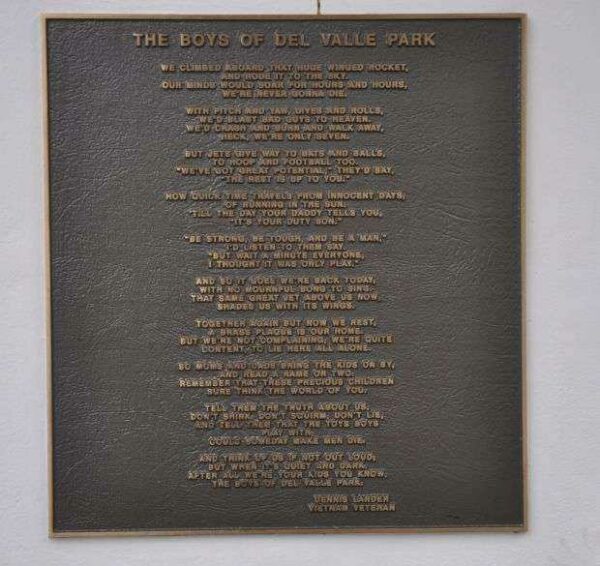 THE BOYS OF DEL VALLE PARK
WE CLIMBED ABOARD THAT HUGE WINGED ROCKET,
AND RODE IT TO THE SKY.
OUR MINDS WOULD SOAR FOR HOURS AND HOURS,
WE'RE NEVER GONNA DIE.
WITH PITCH AND YAW, DIVES AND ROLLS,
WE'D BLAST BAD GUYS TO HEAVEN.
WE'D CRASH AND BURN AND WALK AWAY,
HECK, WE'RE ONLY SEVEN.
BUT JETS GIVE WAY TO BATS AND BALLS,
TO HOOP AND FOOTBALL TOO.
"WE'VE GOT GREAT POTENTIAL," THEY'D SAY,
"THE REST IS UP TO YOU."
HOW QUICK TIME TRAVELS FROM INNOCENT DAYS,
OF RUNNING IN THE SUN.
'TILL THE DAY YOUR DADDY TELLS YOU,
"IT'S YOUR DUTY SON."
"BE STRONG, BE TOUGH, AND BE A MAN,"
I'D LISTEN TO THEM SAY.
"BUT WAIT A MINUTE EVERYONE,
I THOUGHT IT WAS ONLY PLAY."
AND SO IT GOES WE'RE BACK TODAY,
WITH NO MOURNFUL SONG TO SING.
THAT SAME GREAT JET ABOVE US NOW,
SHADES US WITH ITS WINGS.
TOGETHER AGAIN BUT NOW WE REST,
A BRASS PLAQUE IS OUR HOME.
BUT WE'RE NOT COMPLAINING, WE'RE QUITE
CONTENT, TO LIE HERE ALL ALONE.
SO MOMS AND DADS BRING THE KIDS ON BY,
AND READ A NAME OR TWO.
REMEMBER THAT THESE PRECIOUS CHILDREN
SURE THINK THE WORLD OF YOU.
TELL THEM THE TRUTH ABOUT US,
DON'T SHIRK, DON'T SQUIRM, DON'T LIE,
AND TELL THEM THAT THE TOYS BOYS
PLAY WITH,
COULD SOMEDAY MAKE MEN DIE.
AND THINK OF US IF NOT OUT LOUD,
BUT WHEN IT'S QUIET AND DARK.
AFTER ALL WE'RE YOUR KIDS YOU KNOW,
THE BOYS OF DEL VALLE PARK.
DENNIS LANDER
VIETNAM VETERAN